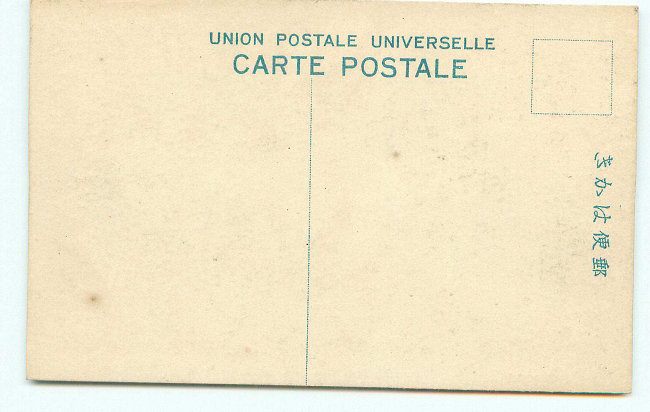 UNION POSTALE UNIVERSELLE
CARTE POSTALE
郵便はかき